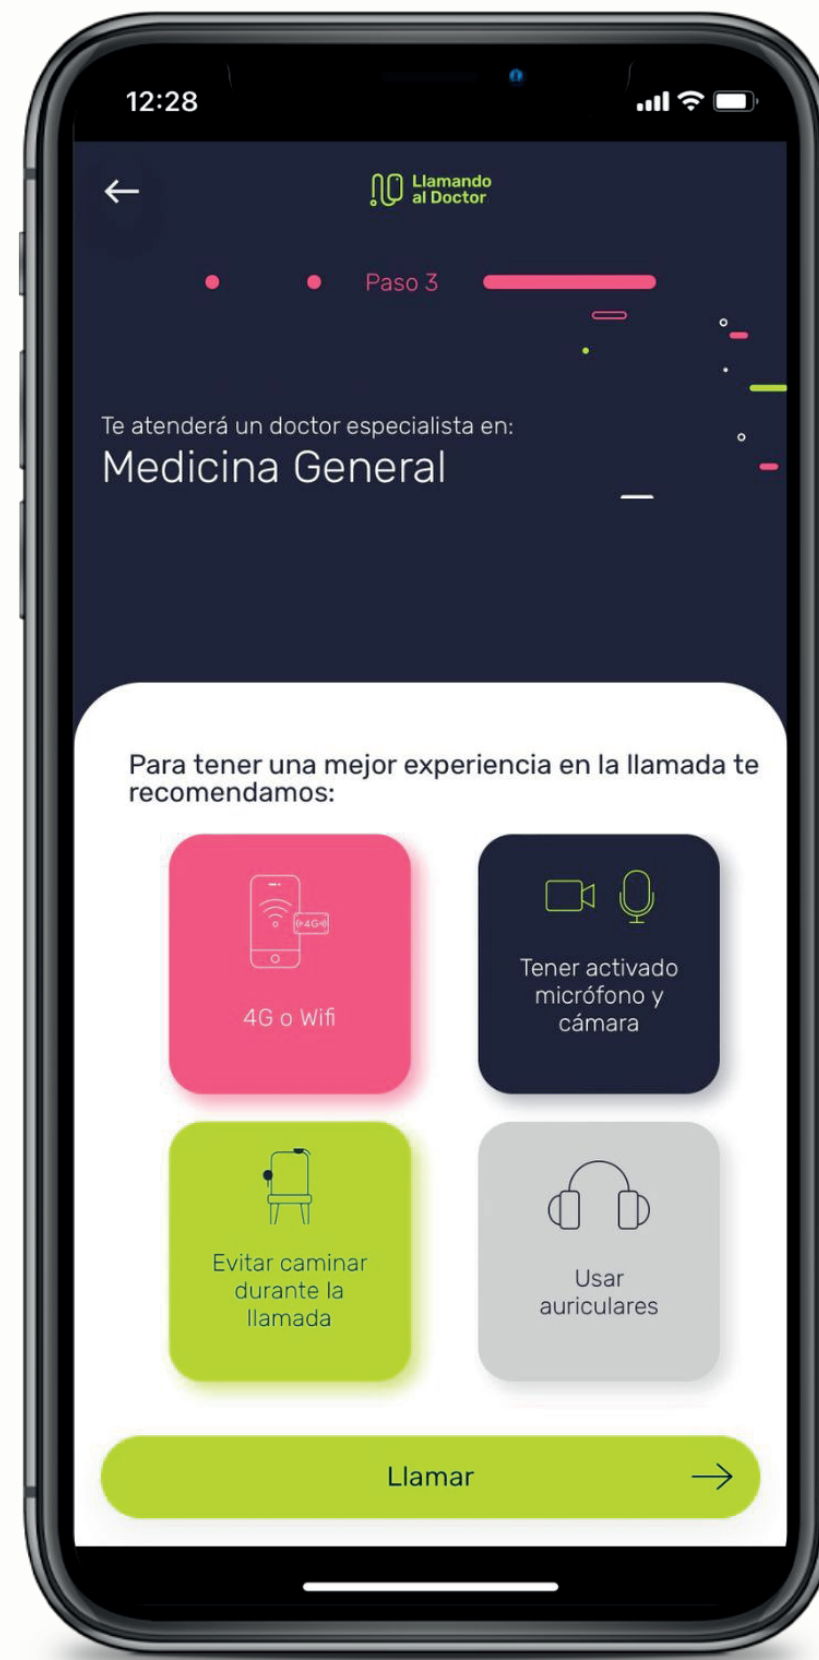 12:28
Llamando
al Doctor
Paso 3
Te atenderá un doctor especialista en:
Medicina General
Para tener una mejor experiencia en la llamada te
recomendamos:
4G
4G o Wifi
Tener activado
micrófono y
cámara
Evitar caminar
durante la
llamada
Usar
auriculares
Llamar